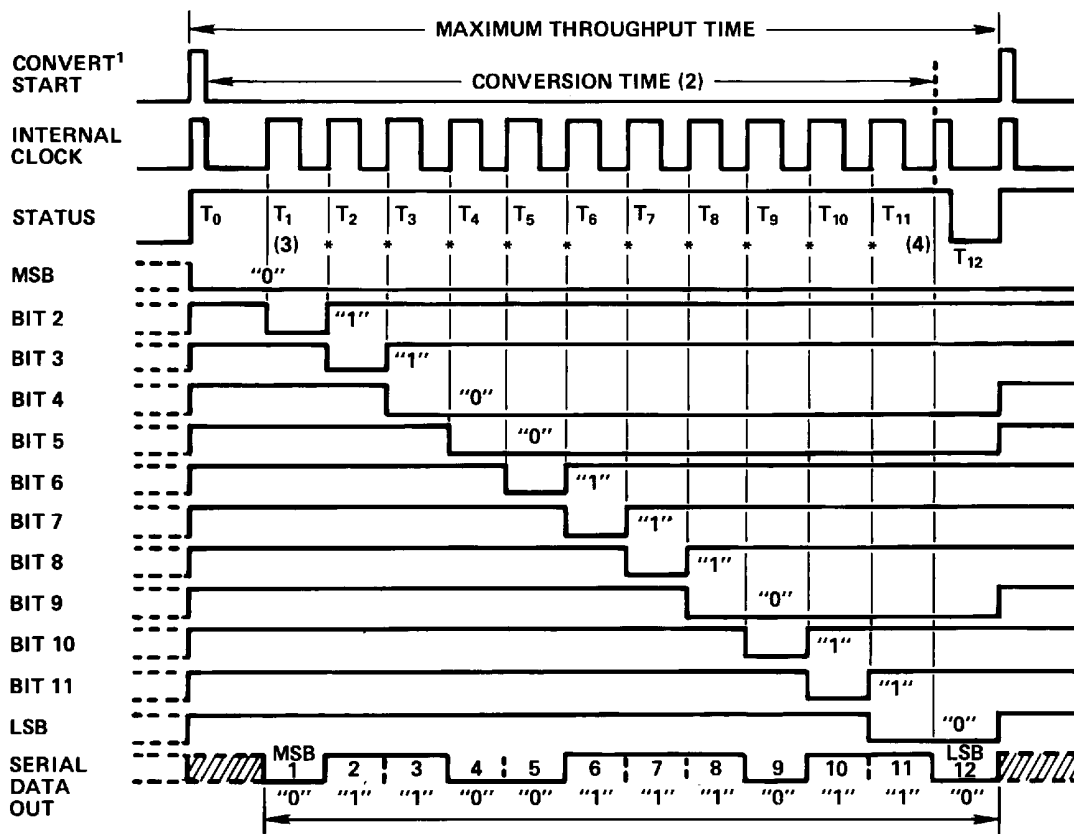 MAXIMUM THROUGHPUT TIME
CONVERT¹
START
CONVERSION TIME (2)
INTERNAL
CLOCK
STATUS
T0 T1 T2 T3 T4 T5 T6 T7 T8 T9 T10 T11
(3) * * * * * * * * * * (4)
T12
MSB "0"
BIT 2 "1"
BIT 3 "1"
BIT 4 "0"
BIT 5 "0"
BIT 6 "1"
BIT 7 "1"
BIT 8 "1"
BIT 9 "0"
BIT 10 "1"
BIT 11 "1"
LSB "0"
SERIAL
DATA
OUT
MSB LSB
1 2 3 4 5 6 7 8 9 10 11 12
"0" "1" "1" "0" "0" "1" "1" "1" "0" "1" "1" "0"